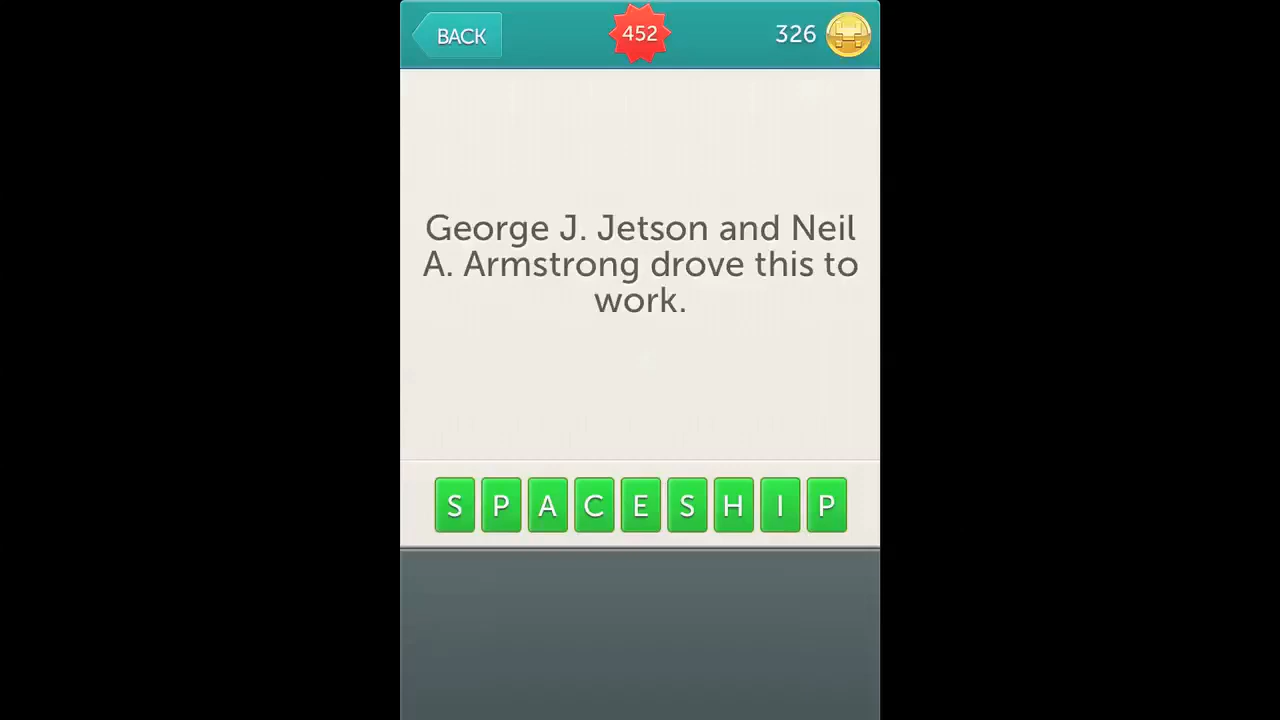 BACK
452
326
George J. Jetson and Neil
A. Armstrong drove this to
work.
SPACESHIP